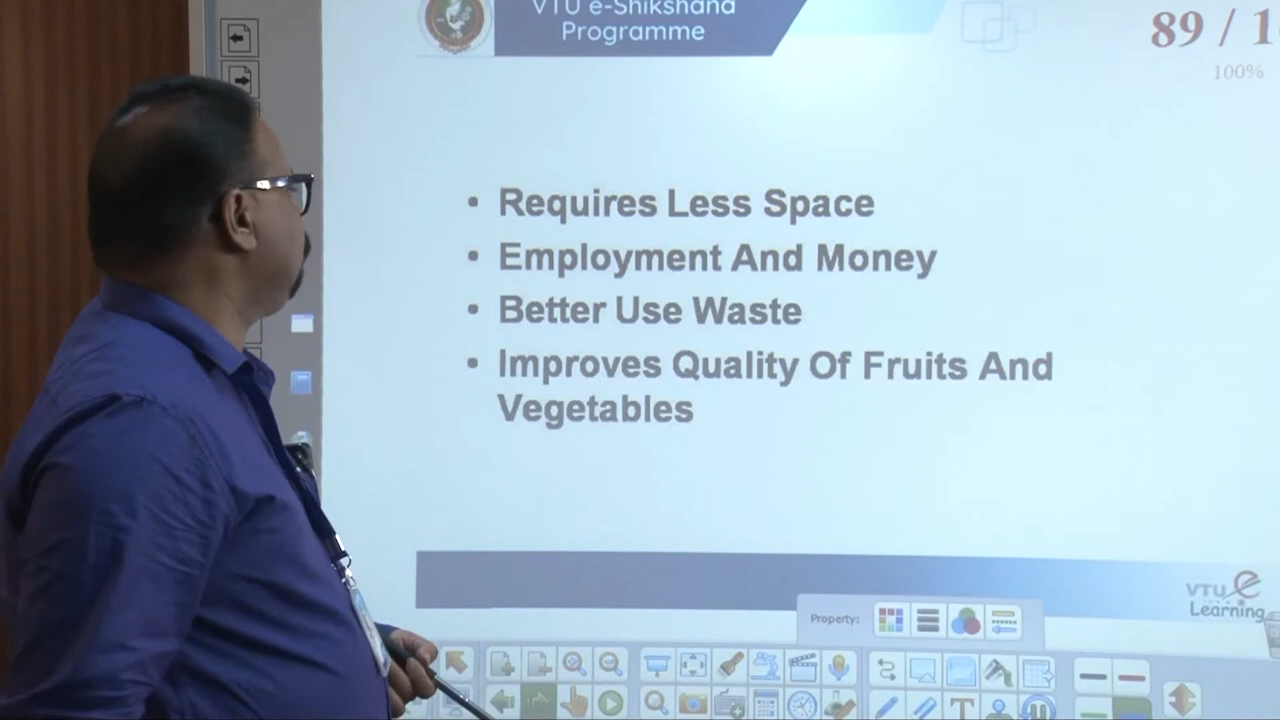 VTU e-Shikshana
Programme
89 / 1
100%
• Requires Less Space
• Employment And Money
• Better Use Waste
• Improves Quality Of Fruits And
Vegetables
VTU e
Learning
Property: